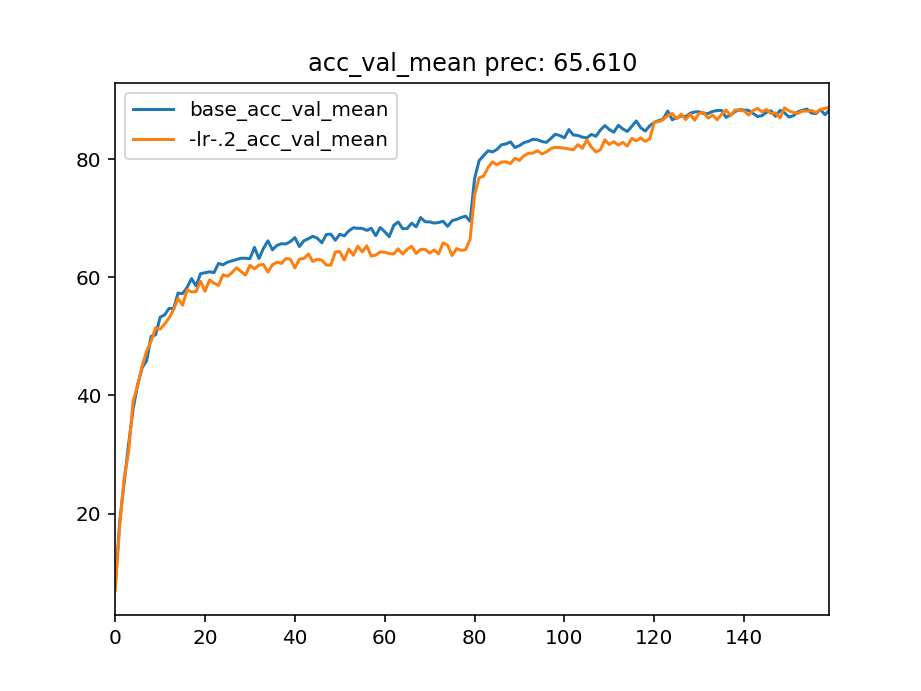 acc_val_mean prec: 65.610
base_acc_val_mean
-lr-.2_acc_val_mean
80
60
40
20
0 20 40 60 80 100 120 140